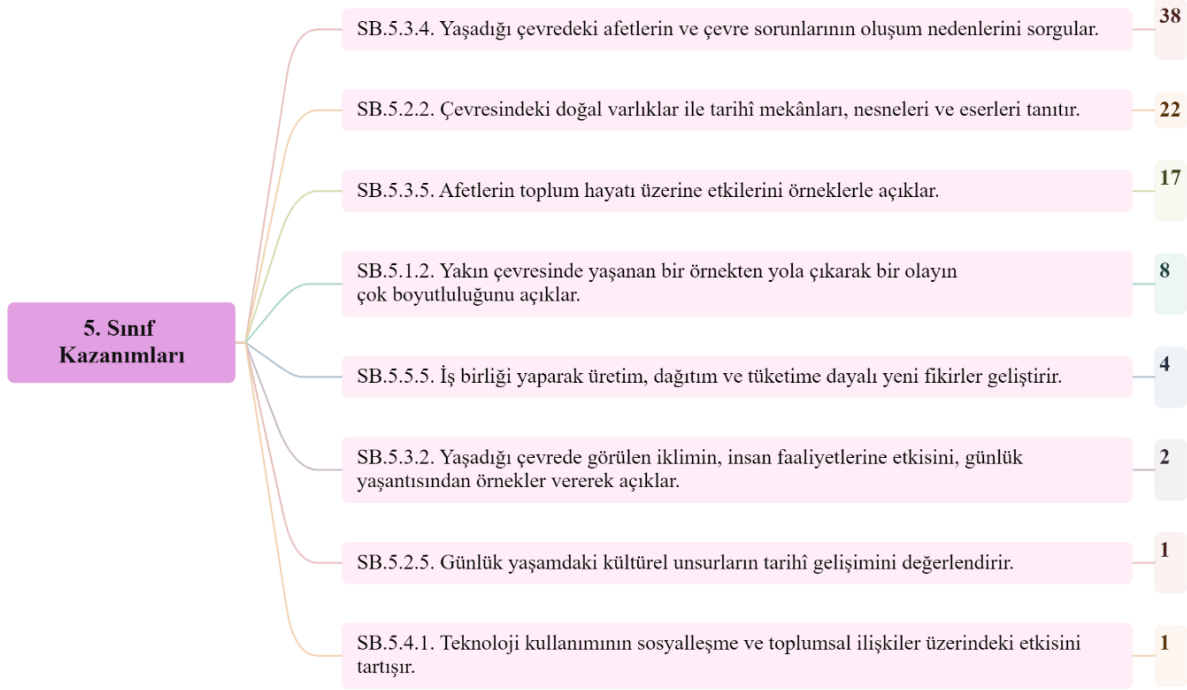 5. Sınıf
Kazanımları
SB.5.3.4. Yaşadığı çevredeki afetlerin ve çevre sorunlarının oluşum nedenlerini sorgular.
38
SB.5.2.2. Çevresindeki doğal varlıklar ile tarihî mekânları, nesneleri ve eserleri tanıtır.
22
SB.5.3.5. Afetlerin toplum hayatı üzerine etkilerini örneklerle açıklar.
17
SB.5.1.2. Yakın çevresinde yaşanan bir örnekten yola çıkarak bir olayın
çok boyutluluğunu açıklar.
8
SB.5.5.5. İş birliği yaparak üretim, dağıtım ve tüketime dayalı yeni fikirler geliştirir.
4
SB.5.3.2. Yaşadığı çevrede görülen iklimin, insan faaliyetlerine etkisini, günlük
yaşantısından örnekler vererek açıklar.
2
SB.5.2.5. Günlük yaşamdaki kültürel unsurların tarihî gelişimini değerlendirir.
1
SB.5.4.1. Teknoloji kullanımının sosyalleşme ve toplumsal ilişkiler üzerindeki etkisini
tartışır.
1